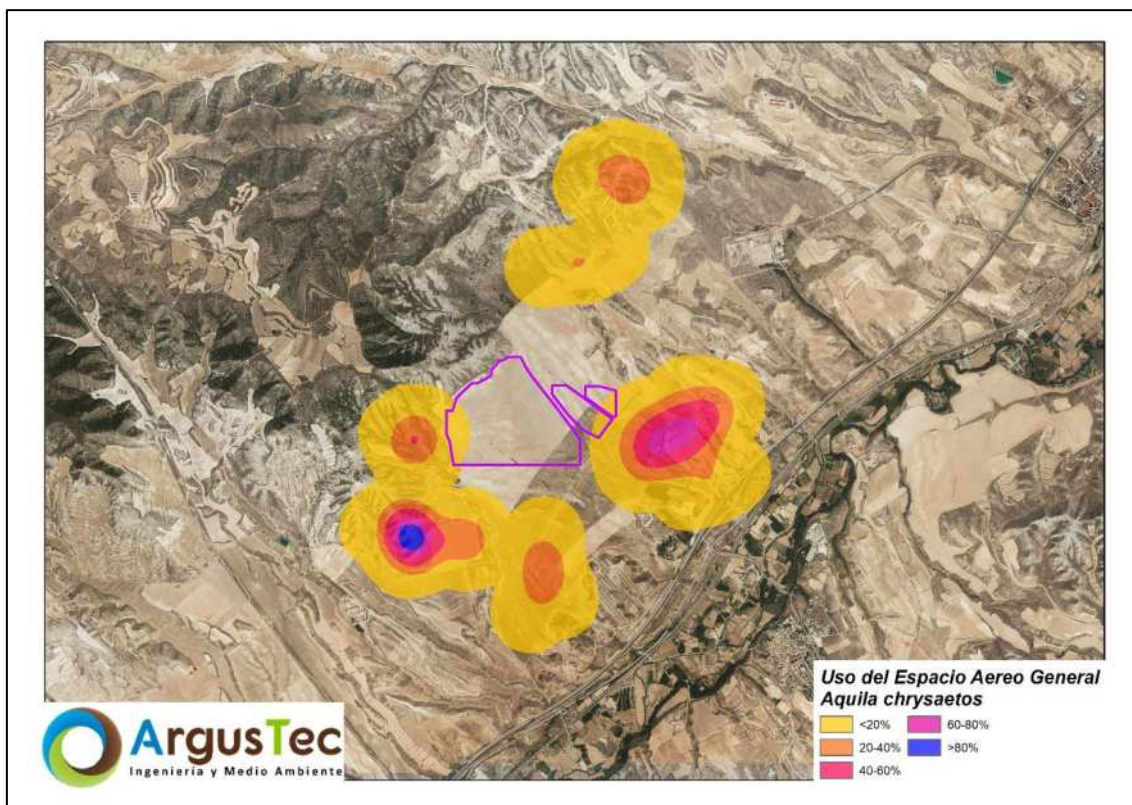 Uso del Espacio Aereo General
Aquila chrysaetos
<20%
20-40%
40-60%
60-80%
>80%
ArgusTec
Ingeniería y Medio Ambiente